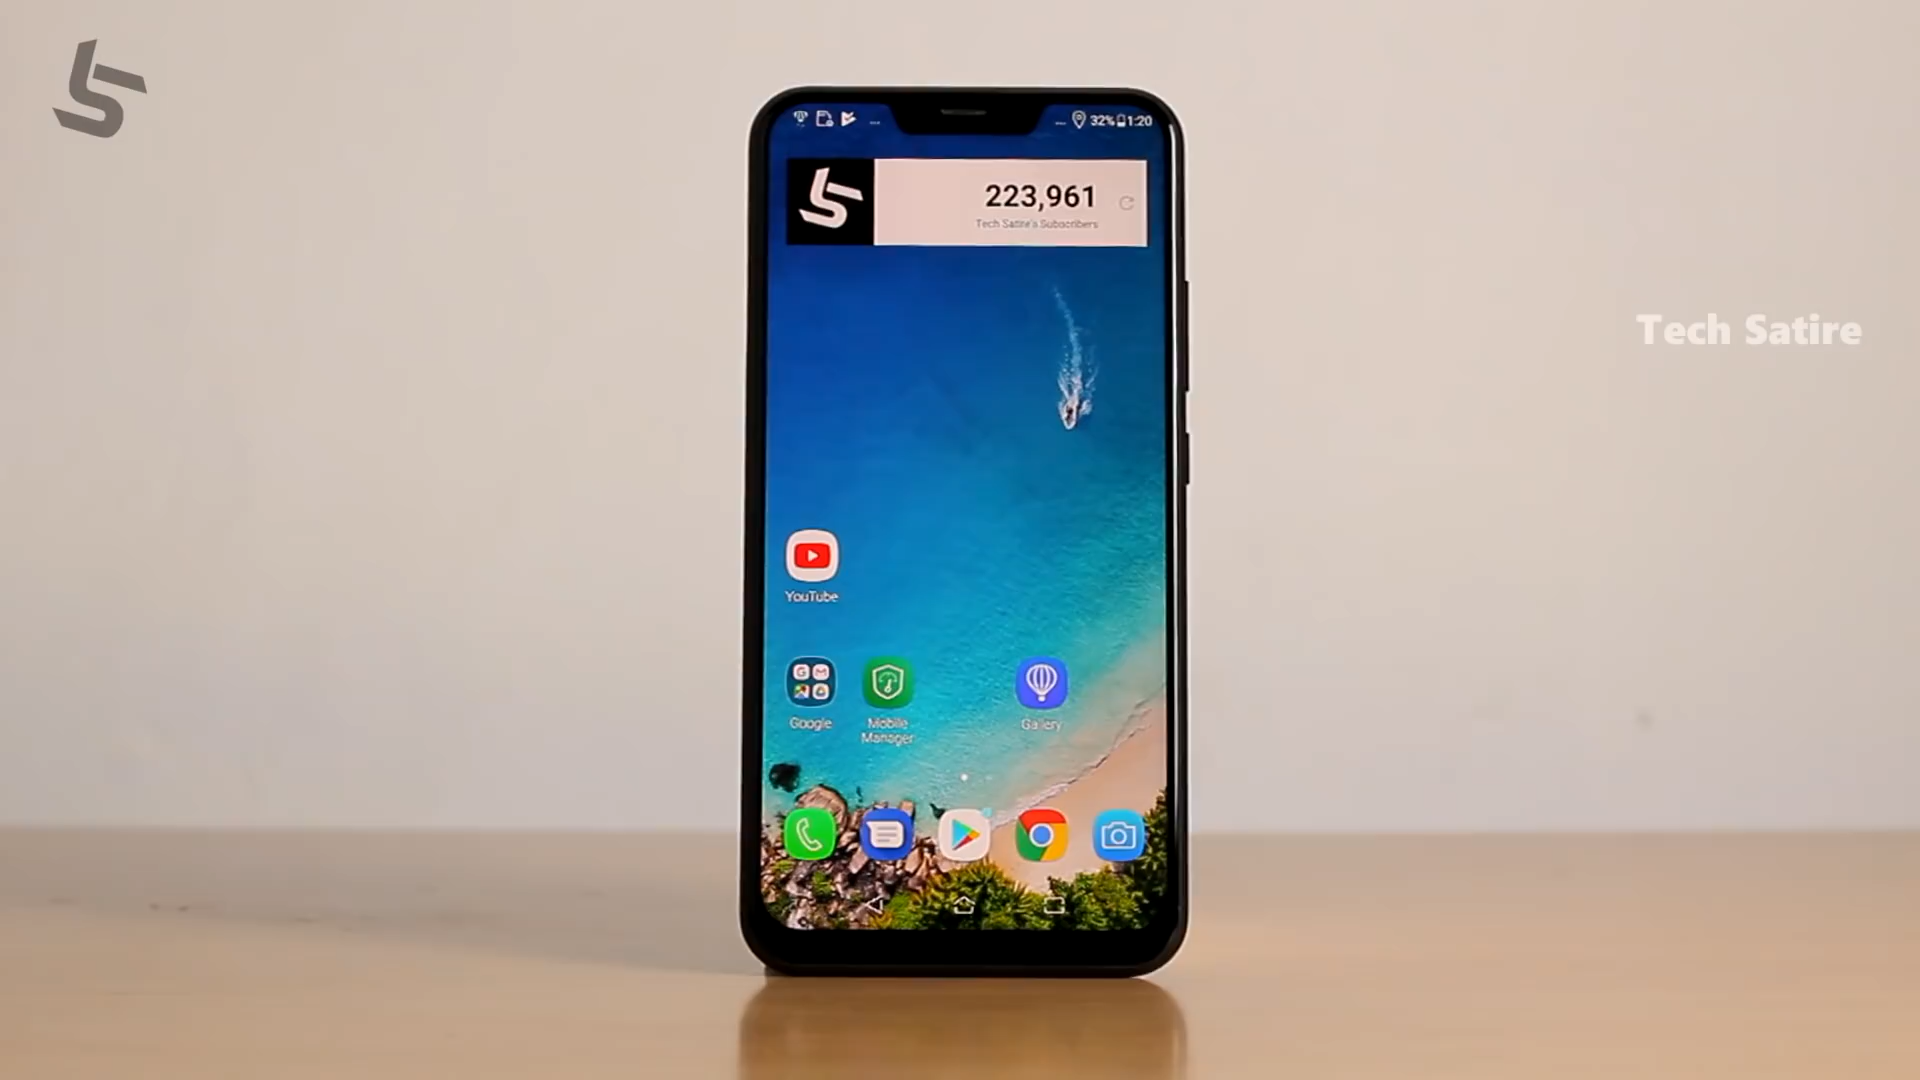 32% 1:20
223,961
Tech Satire's Subscribers
Tech Satire
YouTube
Google
Mobile
Manager
Gallery